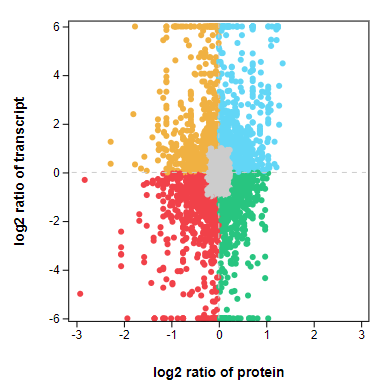 6
4
2
0
-2
-4
-6
log2 ratio of transcript
-3 -2 -1 0 1 2 3
log2 ratio of protein